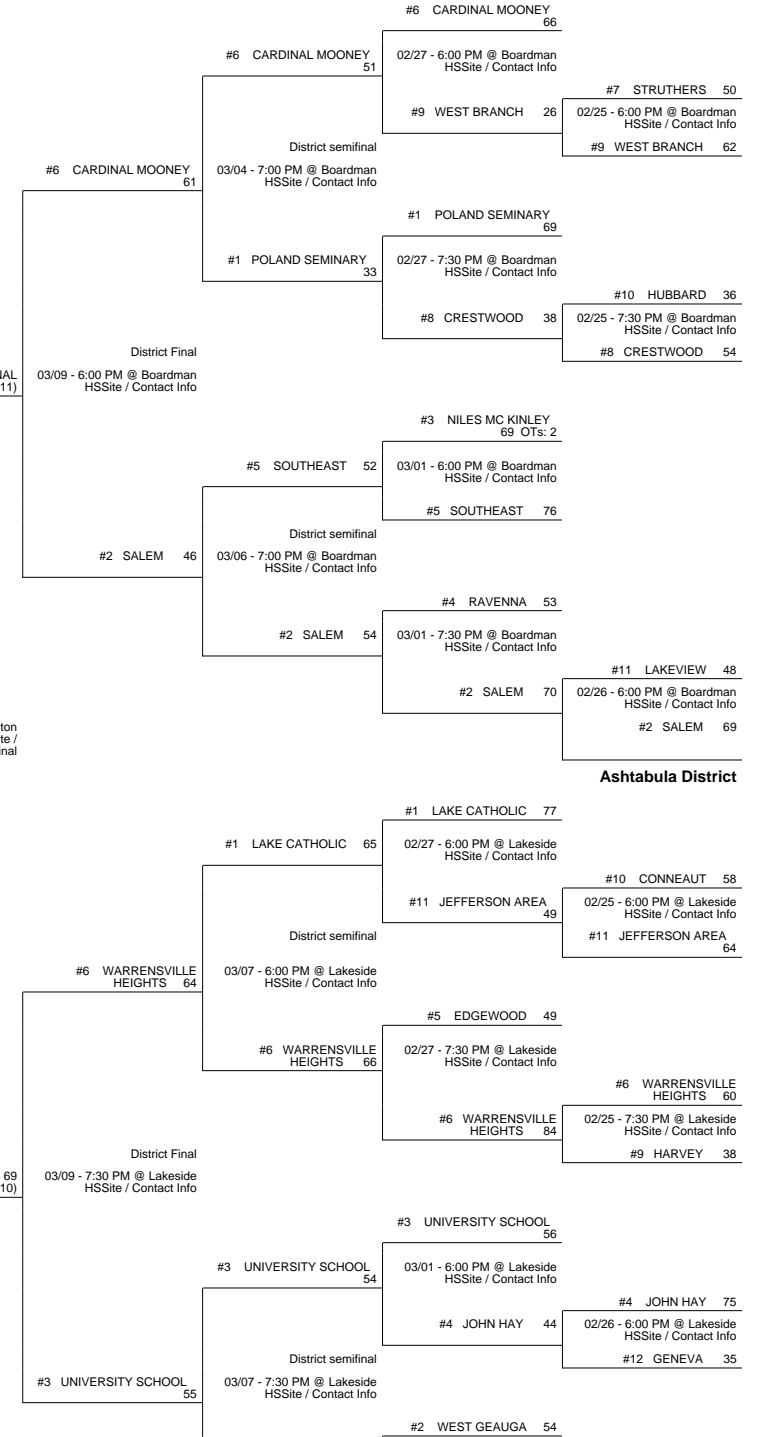 #6 CARDINAL MOONEY
66
#6 CARDINAL MOONEY
51
02/27 - 6:00 PM @ Boardman
HSSite / Contact Info
#7 STRUTHERS 50
#9 WEST BRANCH 26
02/25 - 6:00 PM @ Boardman
HSSite / Contact Info
District semifinal
#9 WEST BRANCH 62
#6 CARDINAL MOONEY
61
03/04 - 7:00 PM @ Boardman
HSSite / Contact Info
#1 POLAND SEMINARY
69
#1 POLAND SEMINARY
33
02/27 - 7:30 PM @ Boardman
HSSite / Contact Info
#10 HUBBARD 36
#8 CRESTWOOD 38
02/25 - 7:30 PM @ Boardman
HSSite / Contact Info
District Final
#8 CRESTWOOD 54
NAL
11)
03/09 - 6:00 PM @ Boardman
HSSite / Contact Info
#3 NILES MC KINLEY
69 OTs: 2
#5 SOUTHEAST 52
03/01 - 6:00 PM @ Boardman
HSSite / Contact Info
#5 SOUTHEAST 76
District semifinal
#2 SALEM 46
03/06 - 7:00 PM @ Boardman
HSSite / Contact Info
#4 RAVENNA 53
#2 SALEM 54
03/01 - 7:30 PM @ Boardman
HSSite / Contact Info
#11 LAKEVIEW 48
#2 SALEM 70
02/26 - 6:00 PM @ Boardman
HSSite / Contact Info
#2 SALEM 69
ton
te /
inal
Ashtabula District
#1 LAKE CATHOLIC 77
#1 LAKE CATHOLIC 65
02/27 - 6:00 PM @ Lakeside
HSSite / Contact Info
#10 CONNEAUT 58
#11 JEFFERSON AREA
49
02/25 - 6:00 PM @ Lakeside
HSSite / Contact Info
District semifinal
#11 JEFFERSON AREA
64
#6 WARRENSVILLE
HEIGHTS 64
03/07 - 6:00 PM @ Lakeside
HSSite / Contact Info
#5 EDGEWOOD 49
#6 WARRENSVILLE
HEIGHTS 66
02/27 - 7:30 PM @ Lakeside
HSSite / Contact Info
#6 WARRENSVILLE
HEIGHTS 60
#6 WARRENSVILLE
HEIGHTS 84
02/25 - 7:30 PM @ Lakeside
HSSite / Contact Info
District Final
#9 HARVEY 38
69
10)
03/09 - 7:30 PM @ Lakeside
HSSite / Contact Info
#3 UNIVERSITY SCHOOL
56
#3 UNIVERSITY SCHOOL
54
03/01 - 6:00 PM @ Lakeside
HSSite / Contact Info
#4 JOHN HAY 75
#4 JOHN HAY 44
02/26 - 6:00 PM @ Lakeside
HSSite / Contact Info
District semifinal
#12 GENEVA 35
#3 UNIVERSITY SCHOOL
55
03/07 - 7:30 PM @ Lakeside
HSSite / Contact Info
#2 WEST GEAUGA 54